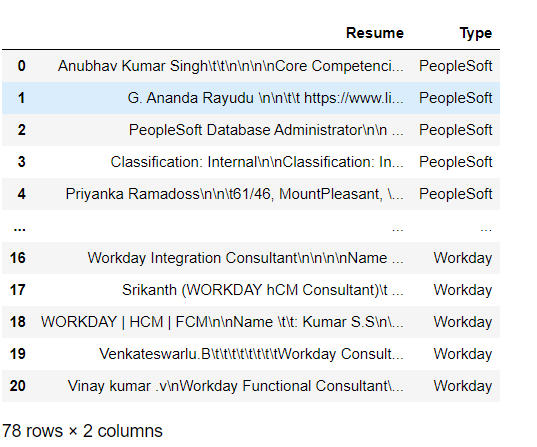 Resume Type
0 Anubhav Kumar Singh\t\t\n\n\n\nCore Competenci... PeopleSoft
1 G. Ananda Rayudu \n\n\t\t https://www.li... PeopleSoft
2 PeopleSoft Database Administrator\n\n ... PeopleSoft
3 Classification: Internal\n\nClassification: In... PeopleSoft
4 Priyanka Ramadoss\n\n\t61/46, MountPleasant, \... PeopleSoft
... ... ...
16 Workday Integration Consultant\n\n\n\nName ... Workday
17 Srikanth (WORKDAY hCM Consultant)\t ... Workday
18 WORKDAY | HCM | FCM\n\nName \t\t: Kumar S.S\n\... Workday
19 Venkateswarlu.B\t\t\t\t\t\t\t\tWorkday Consult... Workday
20 Vinay kumar .v\nWorkday Functional Consultant\... Workday
78 rows × 2 columns